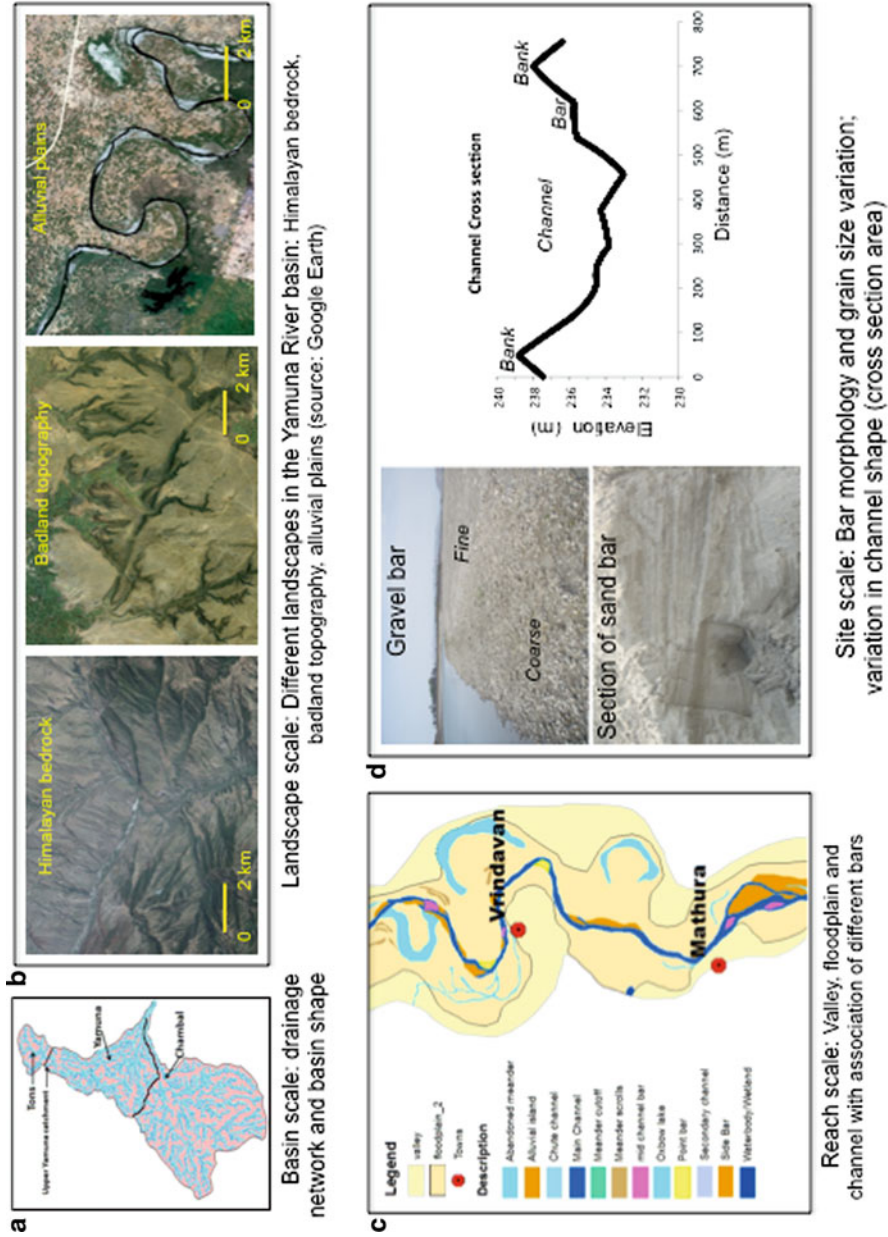 a
Tons
Upper Yamuna catchment
Yamuna
Chambal
Basin scale: drainage
network and basin shape
b
Himalayan bedrock
0 2 km
Badland topography
0 2 km
Alluvial plains
0 2 km
Landscape scale: Different landscapes in the Yamuna River basin: Himalayan bedrock,
badland topography, alluvial plains (source: Google Earth)
c
Legend
valley
floodplain_2
Towns
Description
Abandoned meander
Alluvial island
Chute channel
Main Channel
Meander cutoff
Meander scrolls
mid channel bar
Oxbow lake
Point bar
Secondary channel
Side Bar
Waterbody/Wetland
Vrindavan
Mathura
Reach scale: Valley, floodplain and
channel with association of different bars
d
Gravel bar
Fine
Coarse
Section of sand bar
Channel Cross section
Bank
Channel
Bar
Bank
Elevation (m)
240
238
236
234
232
230
0 100 200 300 400 500 600 700 800
Distance (m)
Site scale: Bar morphology and grain size variation;
variation in channel shape (cross section area)